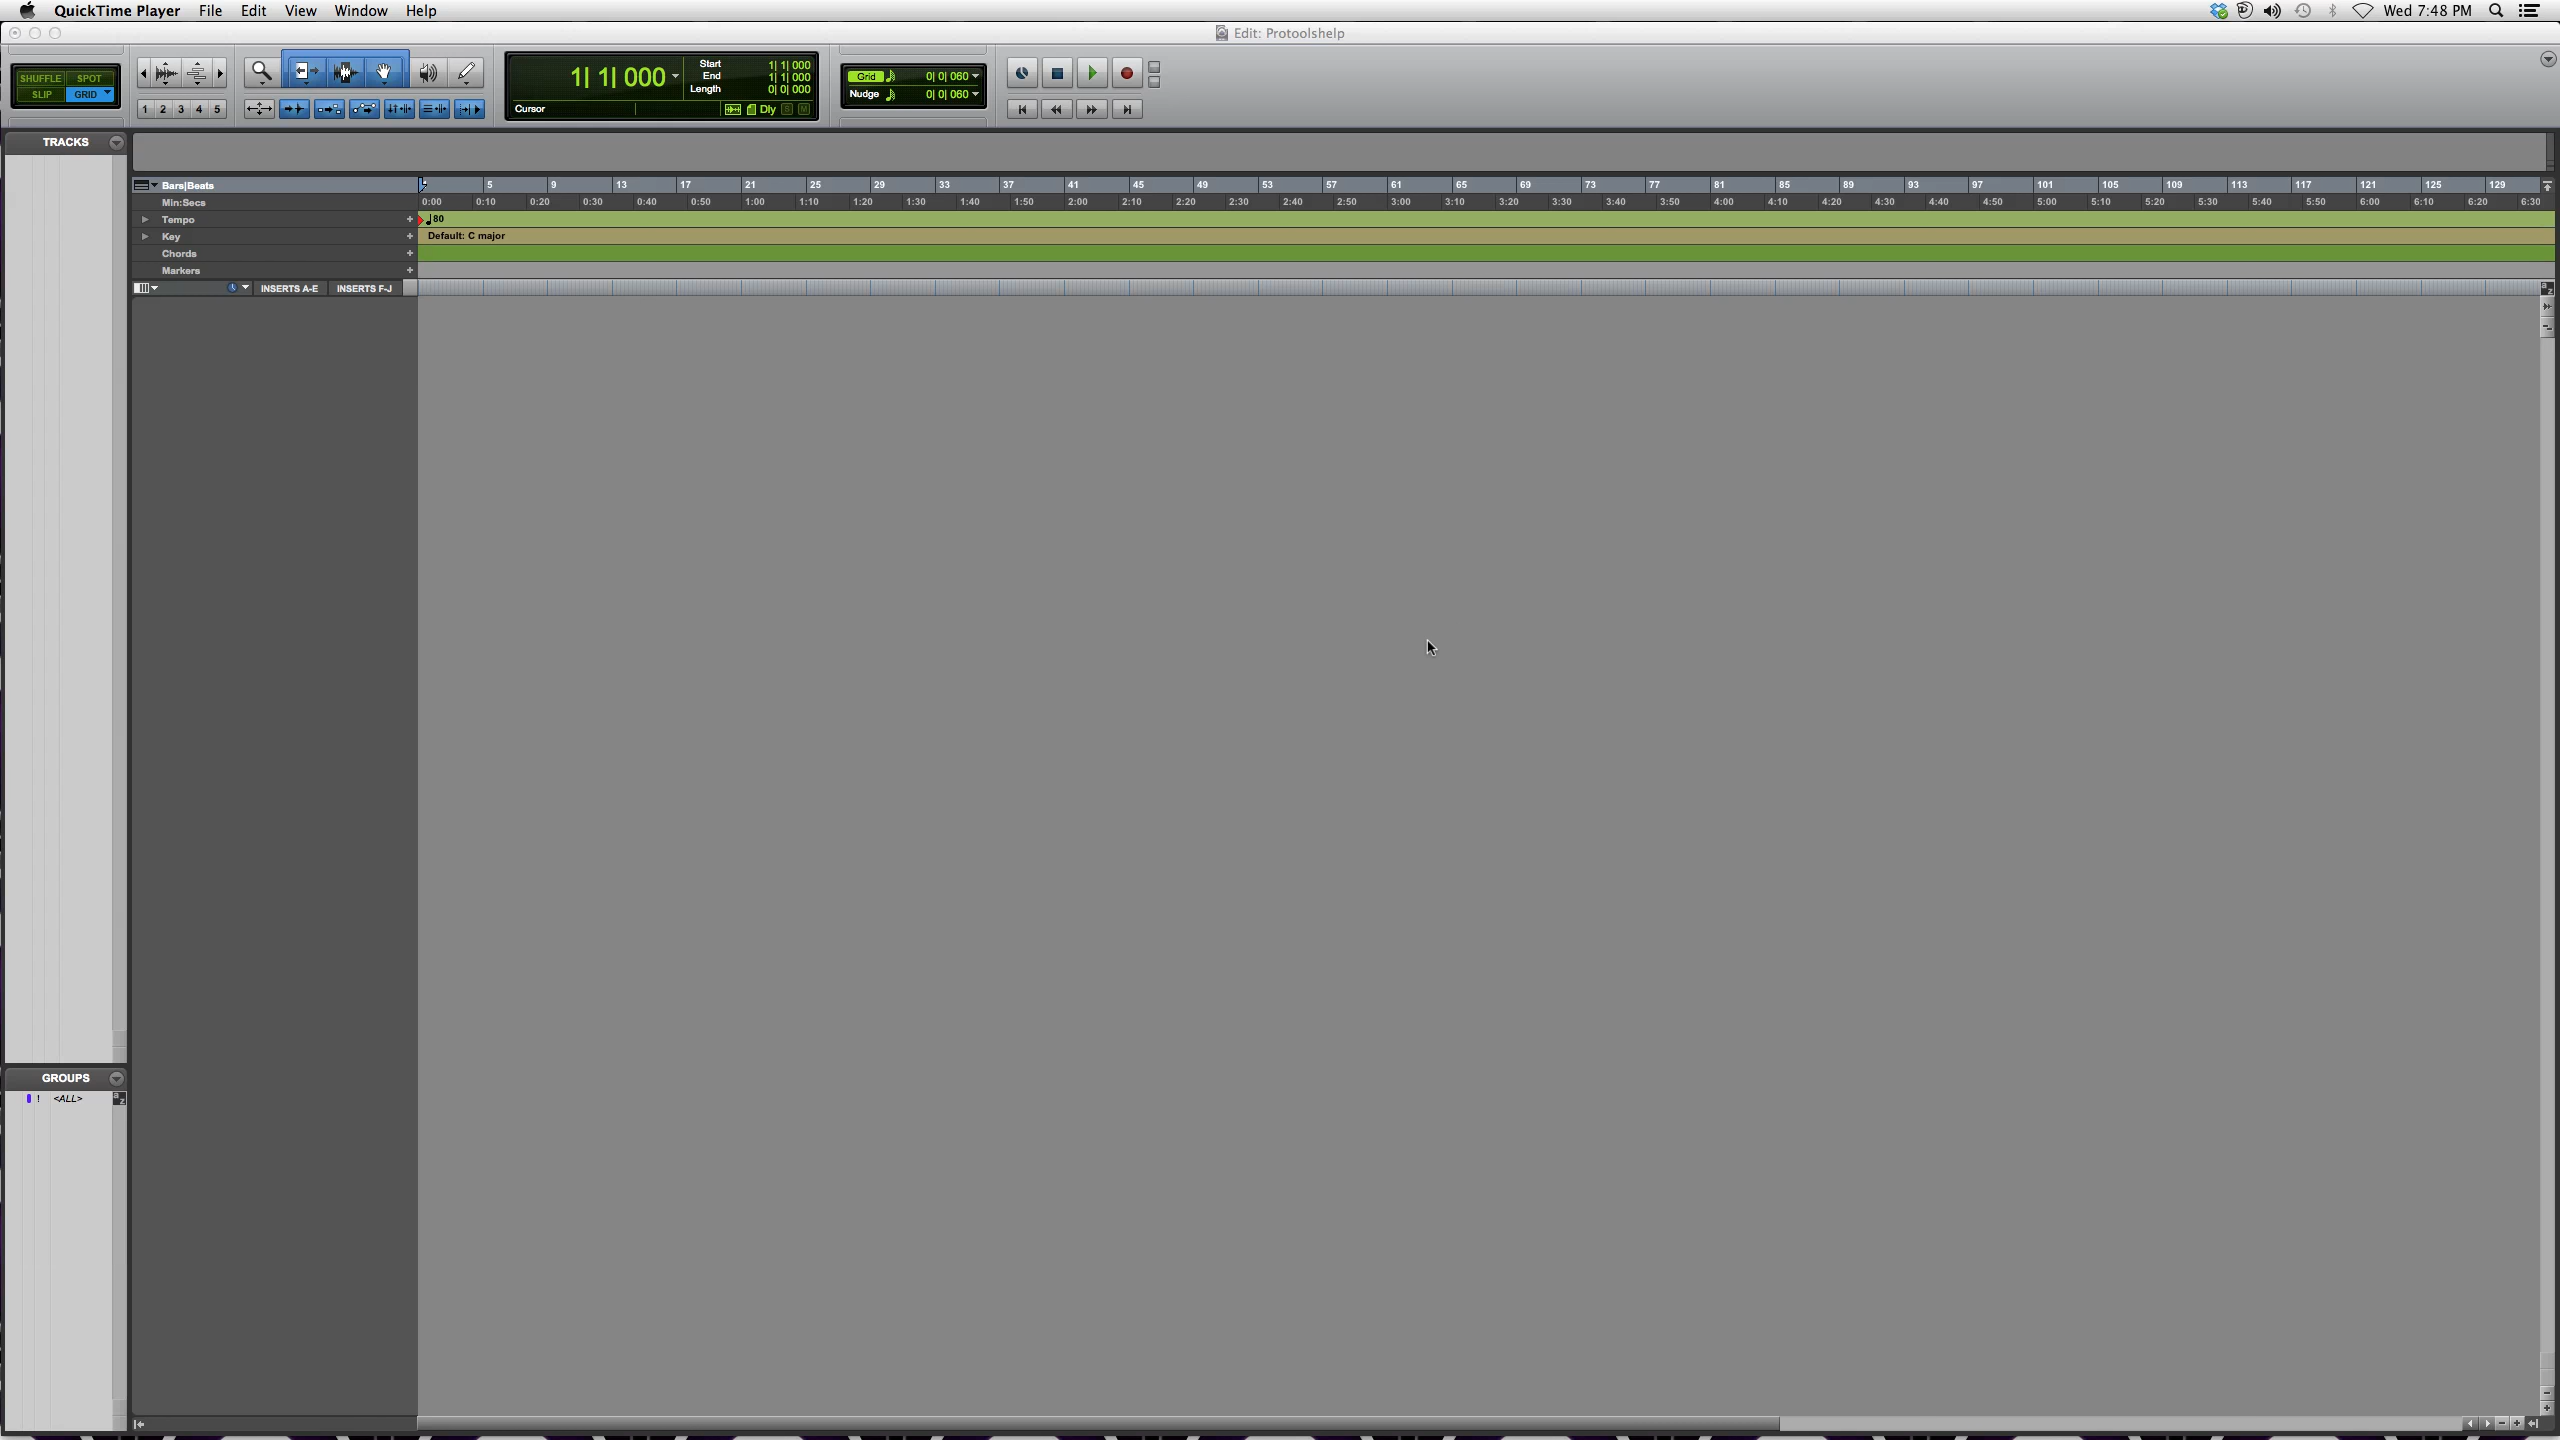 QuickTime Player File Edit View Window Help Wed 7:48 PM
Edit: Protoolshelp
SHUFFLE SPOT
SLIP GRID
1 2 3 4 5
1| 1| 000
Start 1| 1| 000
End 1| 1| 000
Length 0| 0| 000
Cursor Dly
Grid 0| 0| 060
Nudge 0| 0| 060
TRACKS
Bars|Beats 5 9 13 17 21 25 29 33 37 41 45 49 53 57 61 65 69 73 77 81 85 89 93 97 101 105 109 113 117 121 125 129
Min:Secs 0:00 0:10 0:20 0:30 0:40 0:50 1:00 1:10 1:20 1:30 1:40 1:50 2:00 2:10 2:20 2:30 2:40 2:50 3:00 3:10 3:20 3:30 3:40 3:50 4:00 4:10 4:20 4:30 4:40 4:50 5:00 5:10 5:20 5:30 5:40 5:50 6:00 6:10 6:20 6:30
Tempo + 80
Key + Default: C major
Chords +
Markers +
INSERTS A-E INSERTS F-J
GROUPS
! <ALL> a z